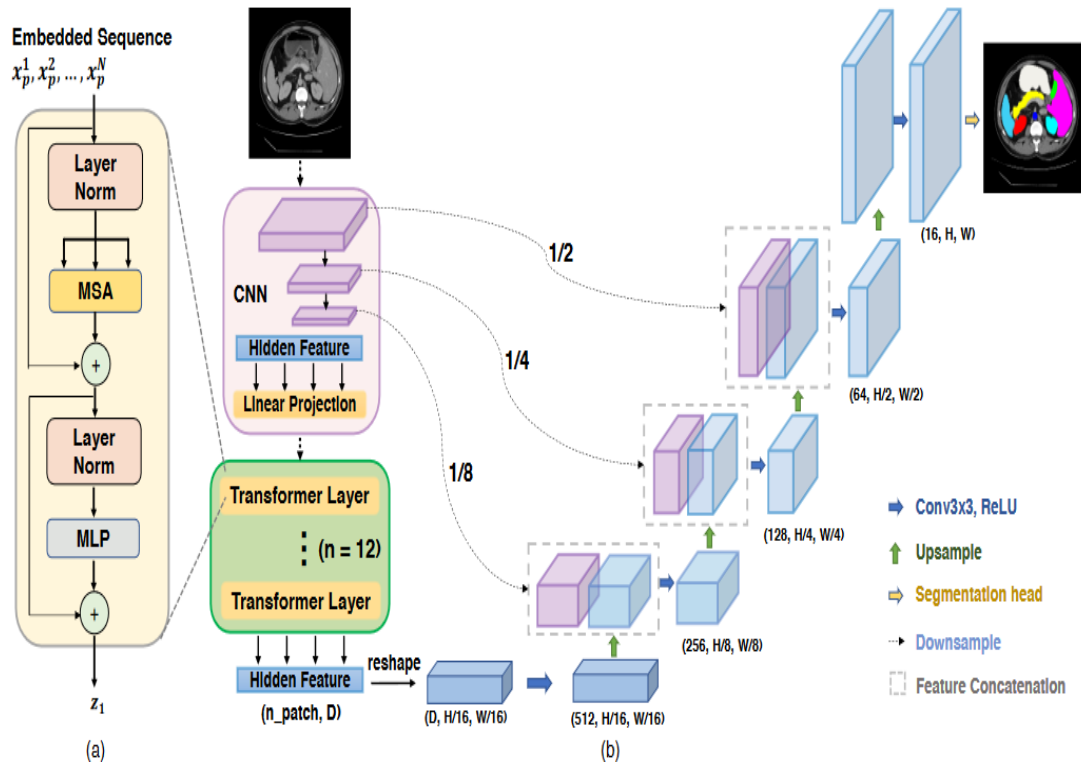 Embedded Sequence
x_p^1, x_p^2, ..., x_p^N
Layer
Norm
MSA
+
Layer
Norm
MLP
+
z_1
(a)
CNN
Hidden Feature
Linear Projection
Transformer Layer
(n = 12)
Transformer Layer
Hidden Feature
(n_patch, D)
reshape
(D, H/16, W/16)
(512, H/16, W/16)
(b)
1/2
1/4
1/8
(256, H/8, W/8)
(128, H/4, W/4)
(64, H/2, W/2)
(16, H, W)
Conv3x3, ReLU
Upsample
Segmentation head
Downsample
Feature Concatenation